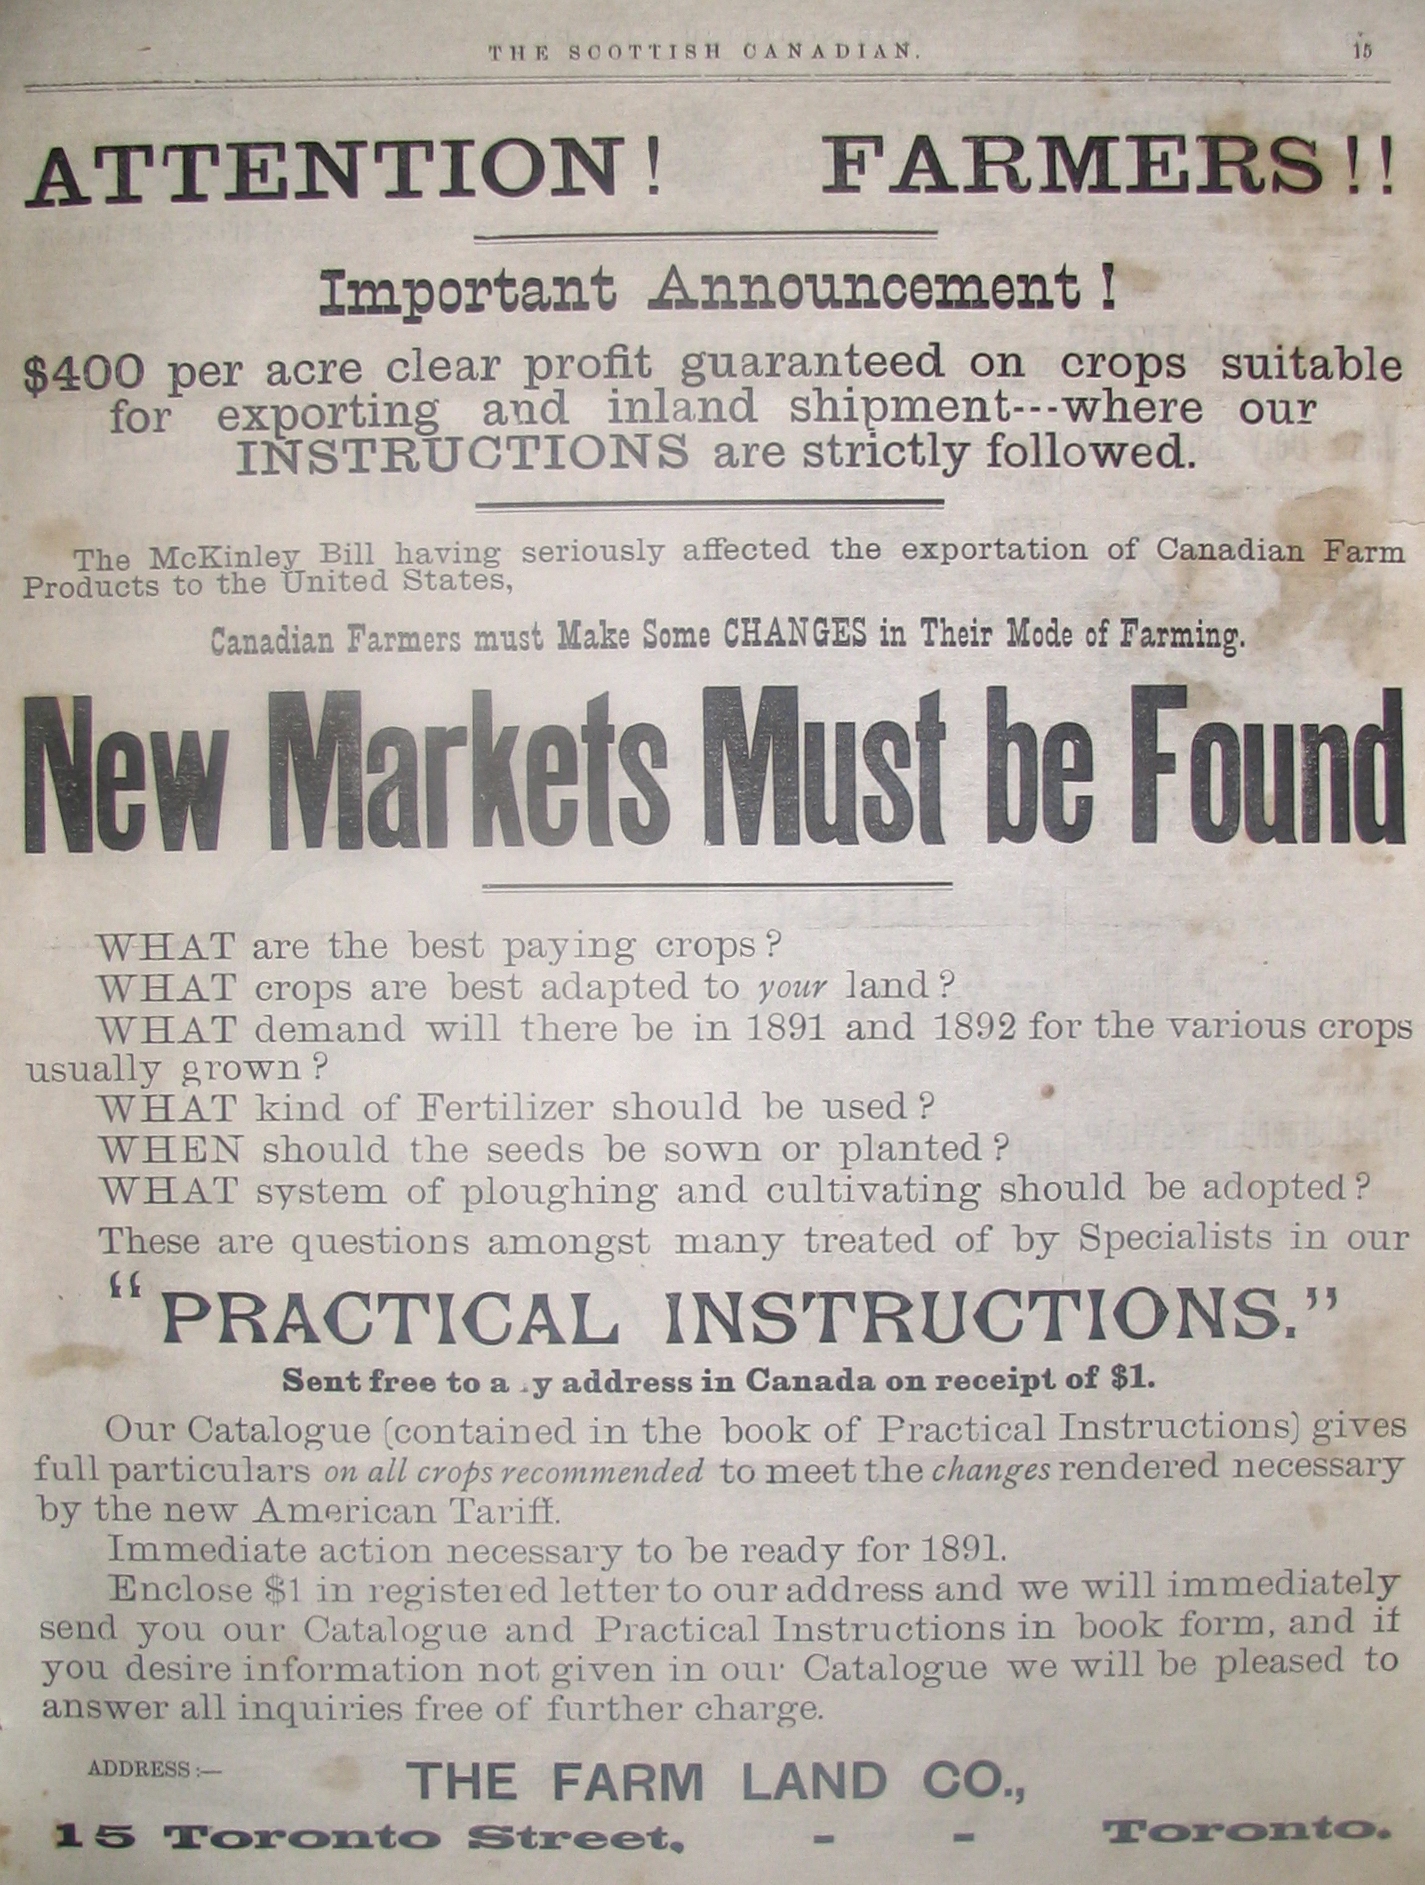 THE SCOTTISH CANADIAN.
15
ATTENTION! FARMERS!!
Important Announcement!
$400 per acre clear profit guaranteed on crops suitable
for exporting and inland shipment---where our
INSTRUCTIONS are strictly followed.
The McKinley Bill having seriously affected the exportation of Canadian Farm
Products to the United States,
Canadian Farmers must Make Some CHANGES in Their Mode of Farming.
New Markets Must be Found
WHAT are the best paying crops?
WHAT crops are best adapted to your land?
WHAT demand will there be in 1891 and 1892 for the various crops
usually grown?
WHAT kind of Fertilizer should be used?
WHEN should the seeds be sown or planted?
WHAT system of ploughing and cultivating should be adopted?
These are questions amongst many treated of by Specialists in our
“PRACTICAL INSTRUCTIONS.”
Sent free to a y address in Canada on receipt of $1.
Our Catalogue (contained in the book of Practical Instructions) gives
full particulars on all crops recommended to meet the changes rendered necessary
by the new American Tariff.
Immediate action necessary to be ready for 1891.
Enclose $1 in registered letter to our address and we will immediately
send you our Catalogue and Practical Instructions in book form, and if
you desire information not given in our Catalogue we will be pleased to
answer all inquiries free of further charge.
ADDRESS:— THE FARM LAND CO.,
15 Toronto Street, - - Toronto.